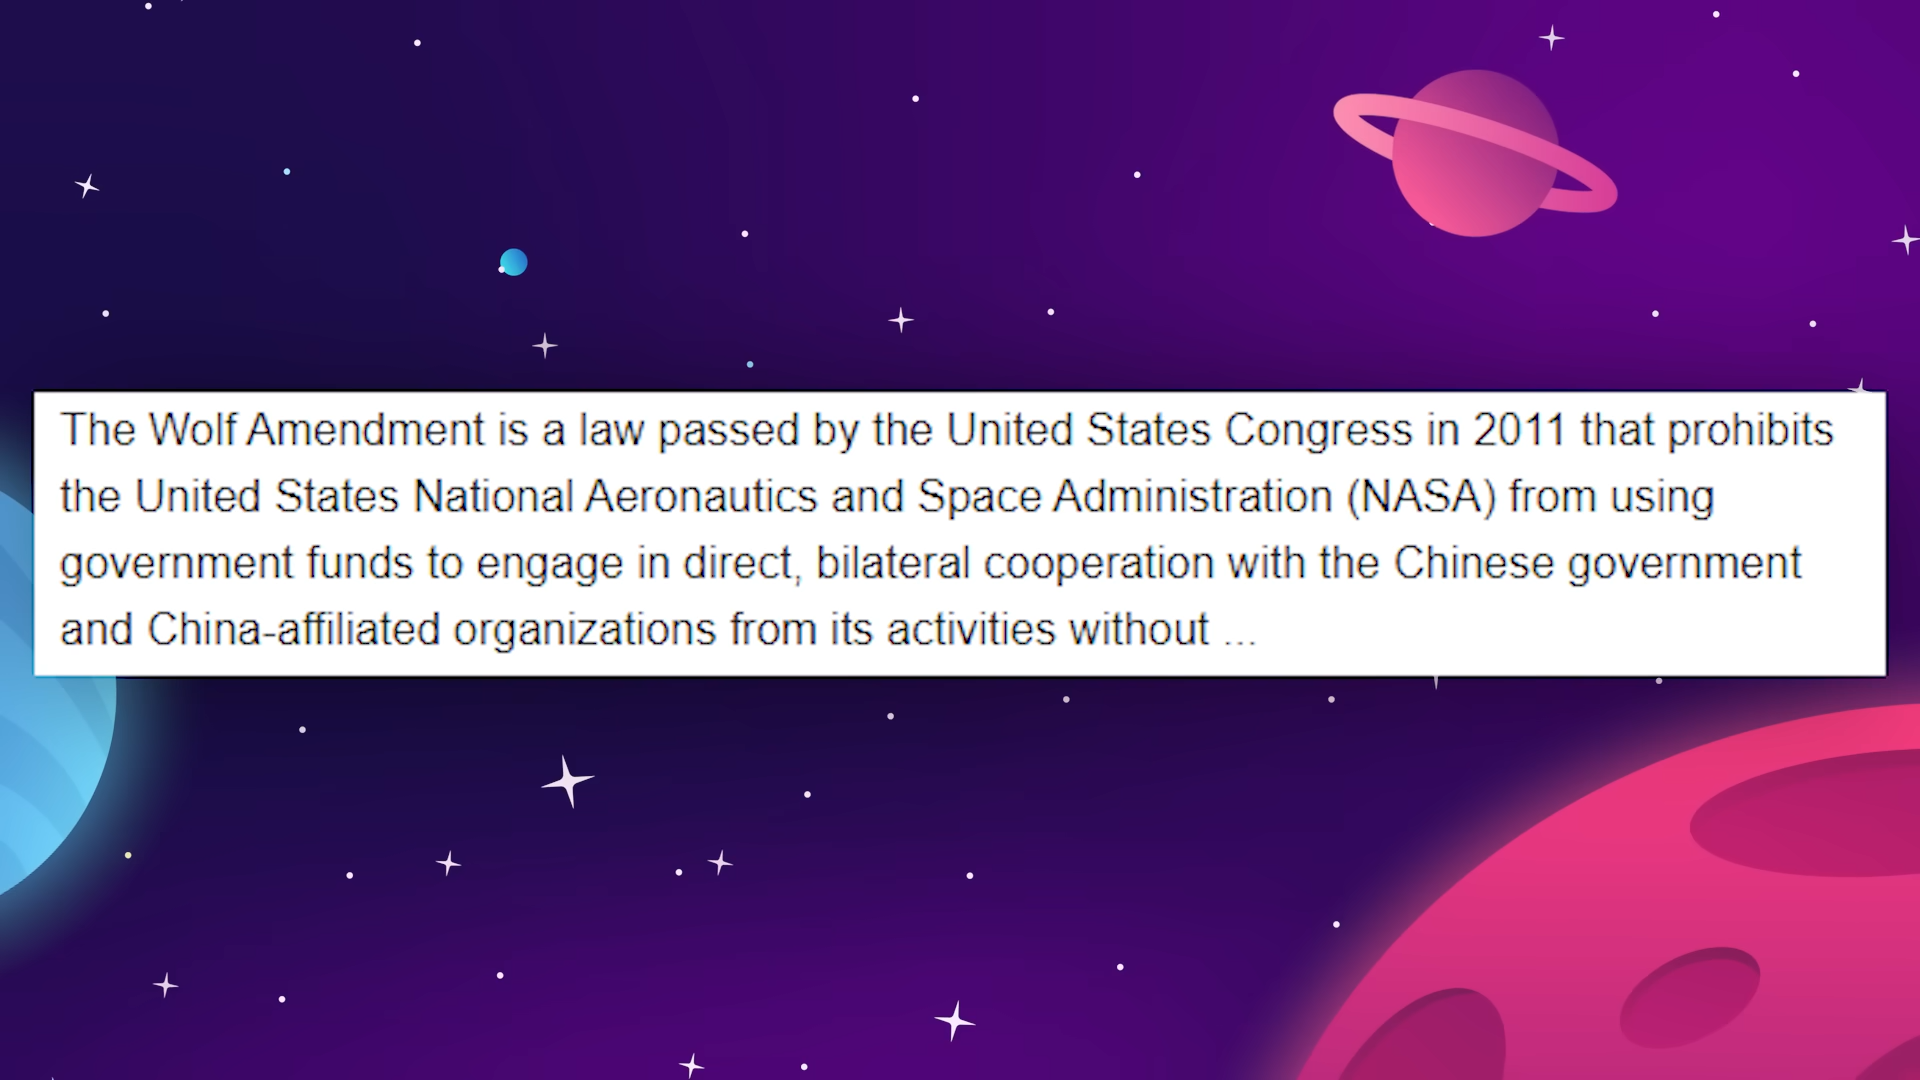 The Wolf Amendment is a law passed by the United States Congress in 2011 that prohibits
the United States National Aeronautics and Space Administration (NASA) from using
government funds to engage in direct, bilateral cooperation with the Chinese government
and China-affiliated organizations from its activities without ...